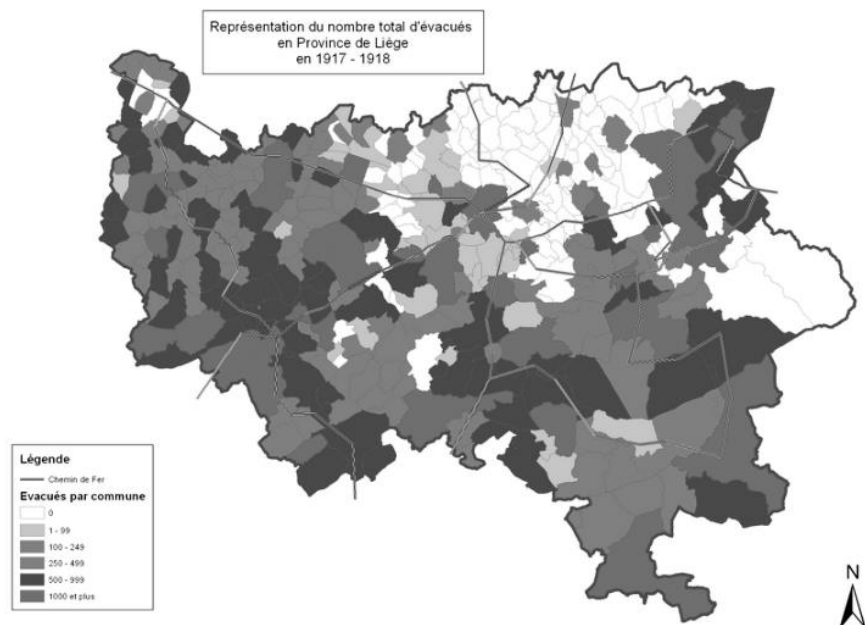 Représentation du nombre total d'évacués
en Province de Liège
en 1917 - 1918
Légende
Chemin de Fer
Evacués par commune
0
1 - 99
100 - 249
250 - 499
500 - 999
1000 et plus
N